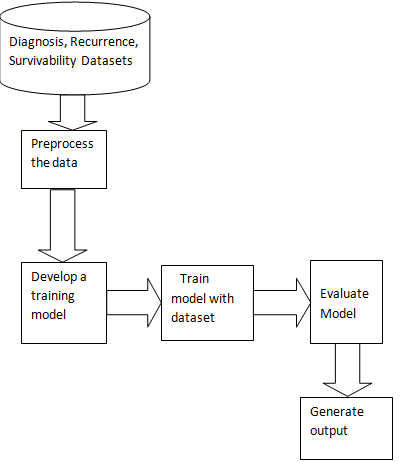 Diagnosis, Recurrence,
Survivability Datasets
Preprocess
the data
Develop a
training
model
Train
model with
dataset
Evaluate
Model
Generate
output